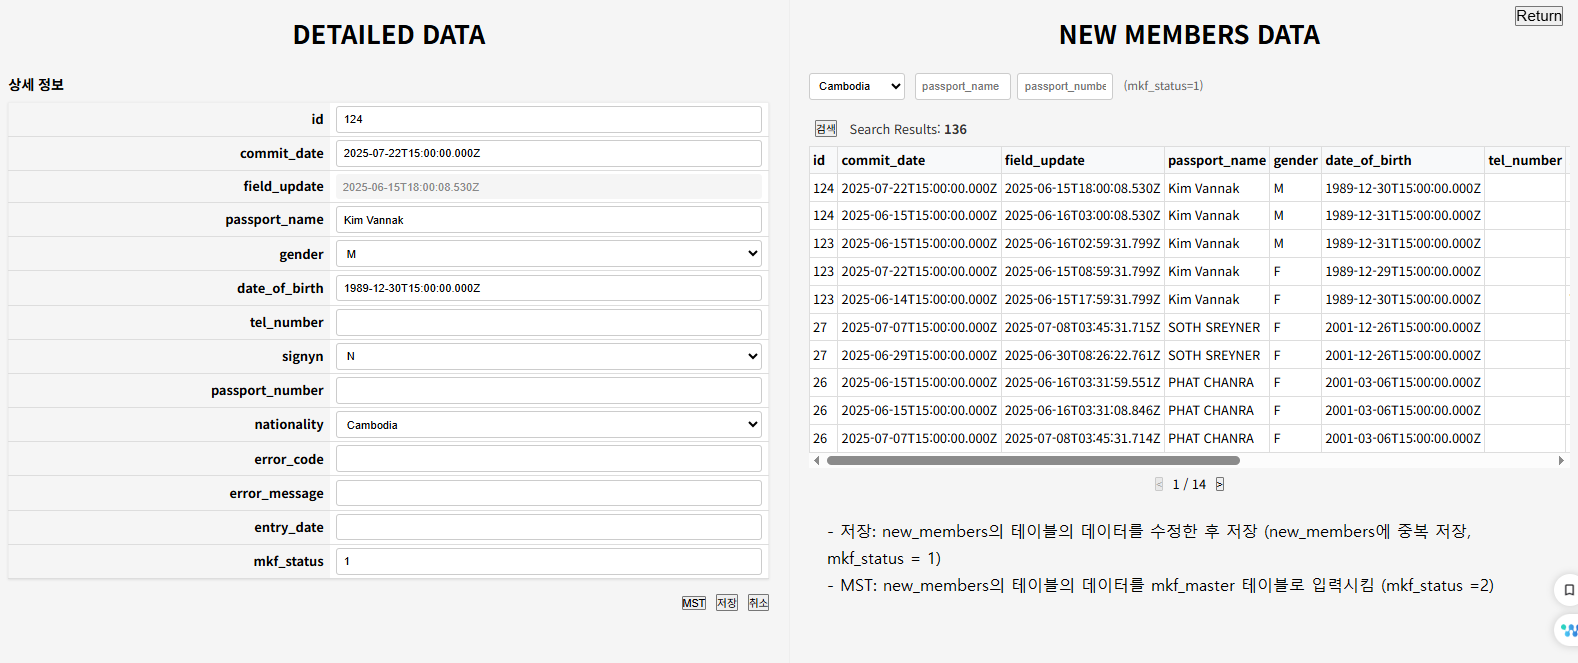 DETAILED DATA
상세 정보
id 124
commit_date 2025-07-22T15:00:00.000Z
field_update 2025-06-15T18:00:08.530Z
passport_name Kim Vannak
gender M
date_of_birth 1989-12-30T15:00:00.000Z
tel_number
signyn N
passport_number
nationality Cambodia
error_code
error_message
entry_date
mkf_status 1
MST 저장 취소
Return
NEW MEMBERS DATA
Cambodia passport_name passport_numbe (mkf_status=1)
검색 Search Results: 136
id commit_date field_update passport_name gender date_of_birth tel_number
124 2025-07-22T15:00:00.000Z 2025-06-15T18:00:08.530Z Kim Vannak M 1989-12-30T15:00:00.000Z
124 2025-06-15T15:00:00.000Z 2025-06-16T03:00:08.530Z Kim Vannak M 1989-12-31T15:00:00.000Z
123 2025-06-15T15:00:00.000Z 2025-06-16T02:59:31.799Z Kim Vannak M 1989-12-31T15:00:00.000Z
123 2025-07-22T15:00:00.000Z 2025-06-15T08:59:31.799Z Kim Vannak F 1989-12-29T15:00:00.000Z
123 2025-06-14T15:00:00.000Z 2025-06-15T17:59:31.799Z Kim Vannak F 1989-12-30T15:00:00.000Z
27 2025-07-07T15:00:00.000Z 2025-07-08T03:45:31.715Z SOTH SREYNER F 2001-12-26T15:00:00.000Z
27 2025-06-29T15:00:00.000Z 2025-06-30T08:26:22.761Z SOTH SREYNER F 2001-12-26T15:00:00.000Z
26 2025-06-15T15:00:00.000Z 2025-06-16T03:31:59.551Z PHAT CHANRA F 2001-03-06T15:00:00.000Z
26 2025-06-15T15:00:00.000Z 2025-06-16T03:31:08.846Z PHAT CHANRA F 2001-03-06T15:00:00.000Z
26 2025-07-07T15:00:00.000Z 2025-07-08T03:45:31.714Z PHAT CHANRA F 2001-03-06T15:00:00.000Z
< 1 / 14 >
- 저장: new_members의 테이블의 데이터를 수정한 후 저장 (new_members에 중복 저장,
mkf_status = 1)
- MST: new_members의 테이블의 데이터를 mkf_master 테이블로 입력시킴 (mkf_status =2)